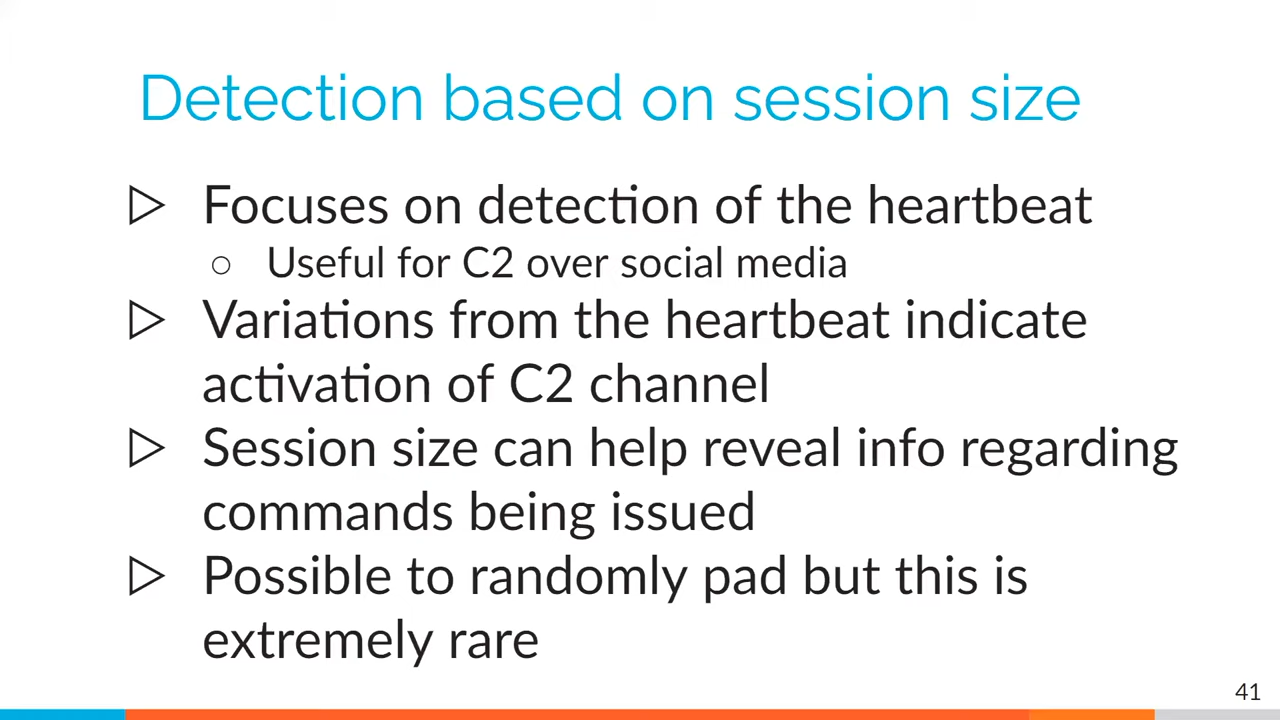 Detection based on session size
▷ Focuses on detection of the heartbeat
○ Useful for C2 over social media
▷ Variations from the heartbeat indicate
activation of C2 channel
▷ Session size can help reveal info regarding
commands being issued
▷ Possible to randomly pad but this is
extremely rare
41